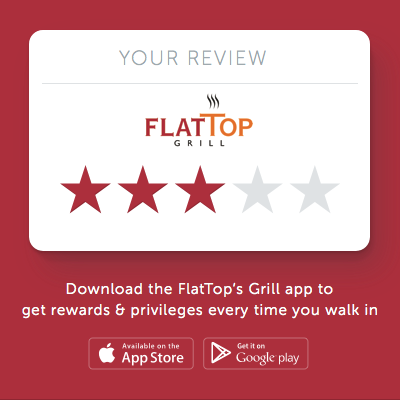 YOUR REVIEW
FLATTOP
GRILL
Download the FlatTop's Grill app to
get rewards & privileges every time you walk in
Available on the
App Store
Get it on
Google play